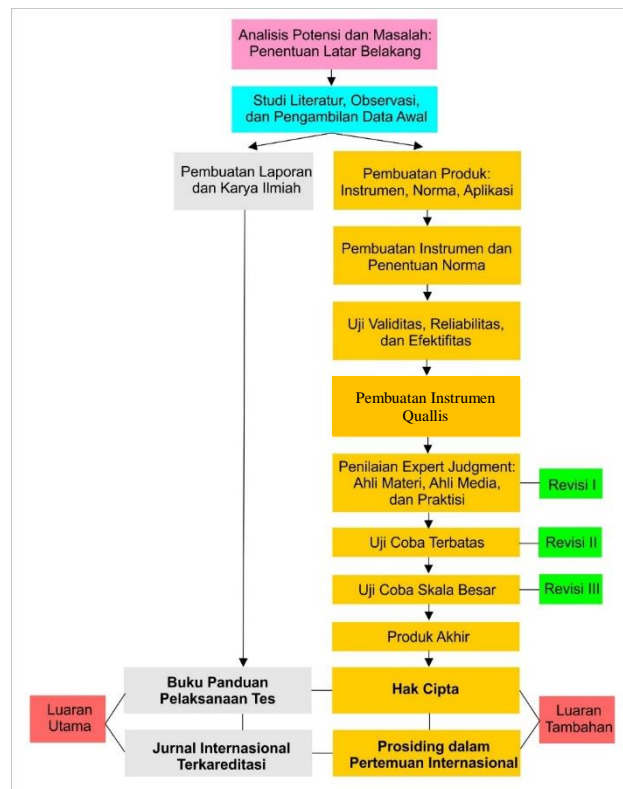 Analisis Potensi dan Masalah:
Penentuan Latar Belakang
Studi Literatur, Observasi,
dan Pengambilan Data Awal
Pembuatan Laporan
dan Karya Ilmiah
Pembuatan Produk:
Instrumen, Norma, Aplikasi
Pembuatan Instrumen dan
Penentuan Norma
Uji Validitas, Reliabilitas,
dan Efektifitas
Pembuatan Instrumen
Quallis
Penilaian Expert Judgment:
Ahli Materi, Ahli Media,
dan Praktisi
Revisi I
Uji Coba Terbatas
Revisi II
Uji Coba Skala Besar
Revisi III
Produk Akhir
Luaran
Utama
Buku Panduan
Pelaksanaan Tes
Hak Cipta
Luaran
Tambahan
Jurnal Internasional
Terkareditasi
Prosiding dalam
Pertemuan Internasional